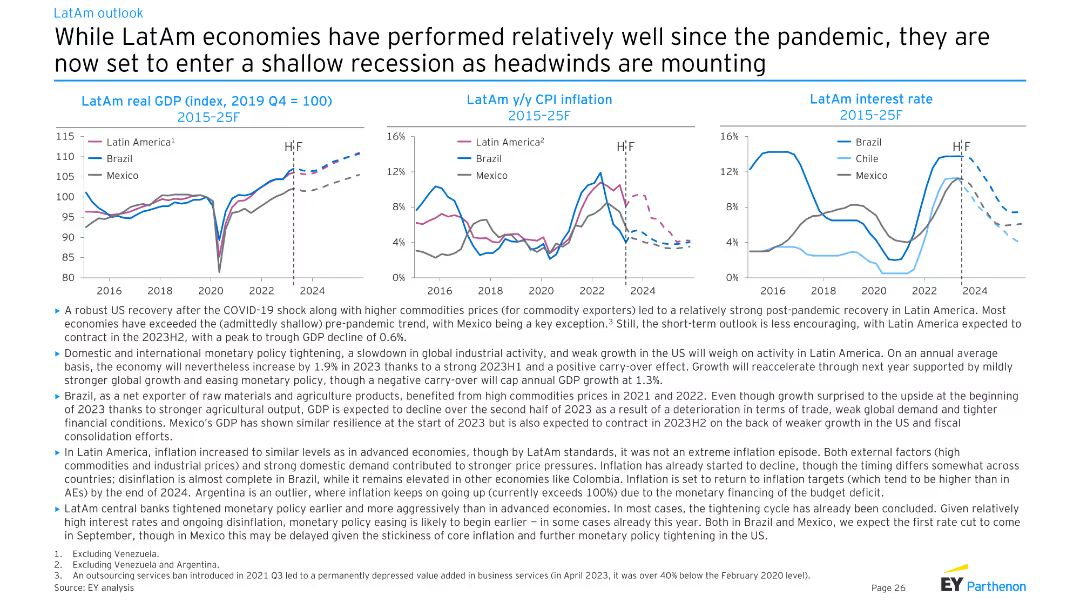 LatAm outlook
While LatAm economies have performed relatively well since the pandemic, they are
now set to enter a shallow recession as headwinds are mounting
LatAm real GDP (index, 2019 Q4 = 100)
2015–25F
115
110
105
100
95
90
85
80
Latin America¹
Brazil
Mexico
H F
2016 2018 2020 2022 2024
LatAm y/y CPI inflation
2015–25F
16%
12%
8%
4%
0%
Latin America²
Brazil
Mexico
H F
2016 2018 2020 2022 2024
LatAm interest rate
2015–25F
16%
12%
8%
4%
0%
Brazil
Chile
Mexico
H F
2016 2018 2020 2022 2024
A robust US recovery after the COVID-19 shock along with higher commodities prices (for commodity exporters) led to a relatively strong post-pandemic recovery in Latin America. Most
economies have exceeded the (admittedly shallow) pre-pandemic trend, with Mexico being a key exception.³ Still, the short-term outlook is less encouraging, with Latin America expected to
contract in the 2023H2, with a peak to trough GDP decline of 0.6%.
Domestic and international monetary policy tightening, a slowdown in global industrial activity, and weak growth in the US will weigh on activity in Latin America. On an annual average
basis, the economy will nevertheless increase by 1.9% in 2023 thanks to a strong 2023H1 and a positive carry-over effect. Growth will reaccelerate through next year supported by mildly
stronger global growth and easing monetary policy, though a negative carry-over will cap annual GDP growth at 1.3%.
Brazil, as a net exporter of raw materials and agriculture products, benefited from high commodities prices in 2021 and 2022. Even though growth surprised to the upside at the beginning
of 2023 thanks to stronger agricultural output, GDP is expected to decline over the second half of 2023 as a result of a deterioration in terms of trade, weak global demand and tighter
financial conditions. Mexico's GDP has shown similar resilience at the start of 2023 but is also expected to contract in 2023H2 on the back of weaker growth in the US and fiscal
consolidation efforts.
In Latin America, inflation increased to similar levels as in advanced economies, though by LatAm standards, it was not an extreme inflation episode. Both external factors (high
commodities and industrial prices) and strong domestic demand contributed to stronger price pressures. Inflation has already started to decline, though the timing differs somewhat across
countries; disinflation is almost complete in Brazil, while it remains elevated in other economies like Colombia. Inflation is set to return to inflation targets (which tend to be higher than in
AEs) by the end of 2024. Argentina is an outlier, where inflation keeps on going up (currently exceeds 100%) due to the monetary financing of the budget deficit.
LatAm central banks tightened monetary policy earlier and more aggressively than in advanced economies. In most cases, the tightening cycle has already been concluded. Given relatively
high interest rates and ongoing disinflation, monetary policy easing is likely to begin earlier — in some cases already this year. Both in Brazil and Mexico, we expect the first rate cut to come
in September, though in Mexico this may be delayed given the stickiness of core inflation and further monetary policy tightening in the US.
1. Excluding Venezuela.
2. Excluding Venezuela and Argentina.
3. An outsourcing services ban introduced in 2021 Q3 led to a permanently depressed value added in business services (in April 2023, it was over 40% below the February 2020 level).
Source: EY analysis
Page 26
EY Parthenon